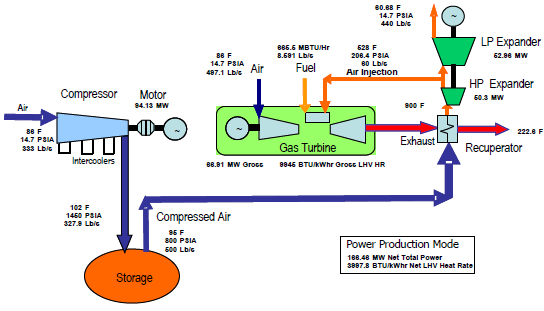 60.68 F
14.7 PSIA
440 Lb/s
~
LP Expander
52.96 MW
HP Expander
50.3 MW
86 F
14.7 PSIA
497.1 Lb/s
Air
665.5 MBTU/Hr
8.591 Lb/s
Fuel
528 F
206.4 PSIA
60 Lb/s
Air Injection
Compressor
Motor
94.13 MW
Air
86 F
14.7 PSIA
333 Lb/s
Intercoolers
~
~
Gas Turbine
66.91 MW Gross
9945 BTU/kWhr Gross LHV HR
900 F
Exhaust
222.6 F
Recuperator
102 F
1450 PSIA
327.9 Lb/s
Compressed Air
95 F
800 PSIA
500 Lb/s
Storage
Power Production Mode
166.46 MW Net Total Power
3997.8 BTU/kWhr Net LHV Heat Rate